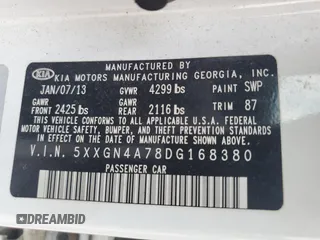 MANUFACTURED BY
KIA KIA MOTORS MANUFACTURING GEORGIA, INC.
JAN/07/13 GVWR 4299 lbs PAINT SWP
GAWR FRONT 2425 lbs GAWR REAR 2116 lbs TRIM 87
THIS VEHICLE CONFORMS TO ALL APPLICABLE
FEDERAL MOTOR VEHICLE SAFETY, BUMPER, AND
THEFT PREVENTION STANDARDS IN EFFECT ON
THE DATE OF MANUFACTURE SHOWN ABOVE.
V.I.N. 5XXGN4A78DG168380
PASSENGER CAR
AUTOBIDMASTER